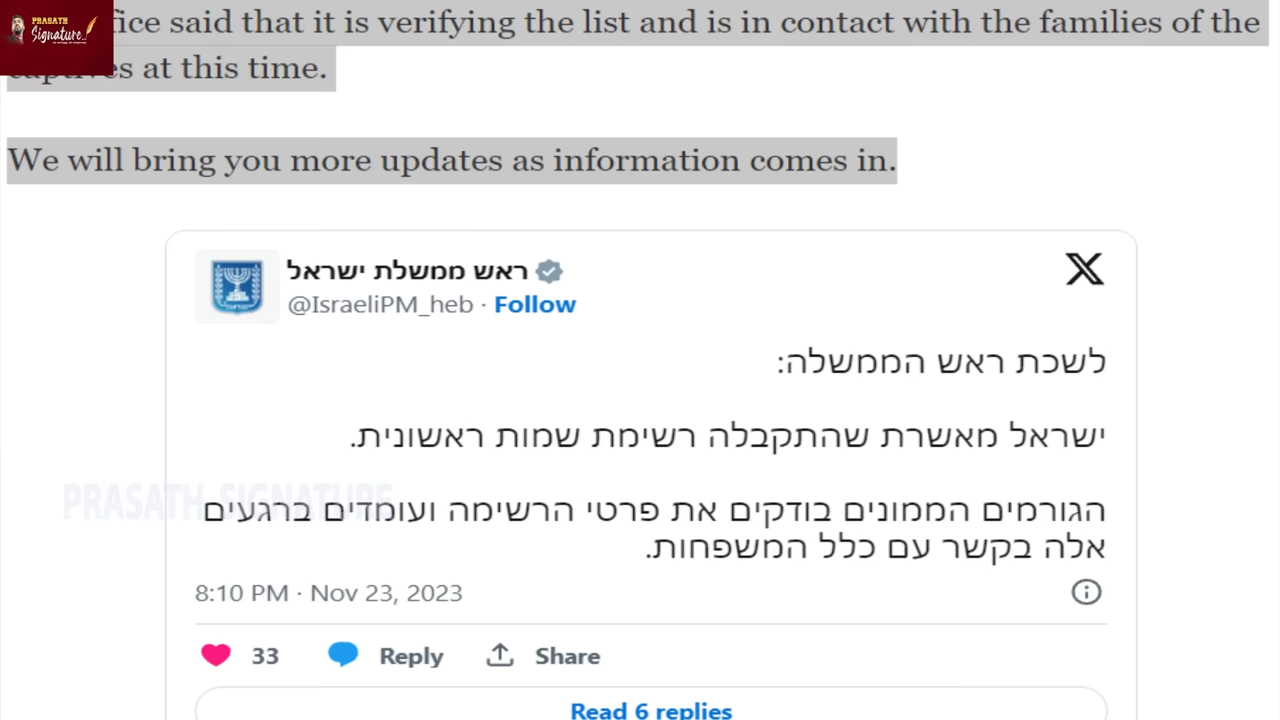 PRASATH
Signature
fice said that it is verifying the list and is in contact with the families of the
captives at this time.
We will bring you more updates as information comes in.
ראש ממשלת ישראל
@IsraeliPM_heb · Follow
לשכת ראש הממשלה:
ישראל מאשרת שהתקבלה רשימת שמות ראשונית.
PRASATH SIGNATURE
הגורמים הממונים בודקים את פרטי הרשימה ועומדים ברגעים
אלה בקשר עם כלל המשפחות.
8:10 PM · Nov 23, 2023
33 Reply Share
Read 6 replies